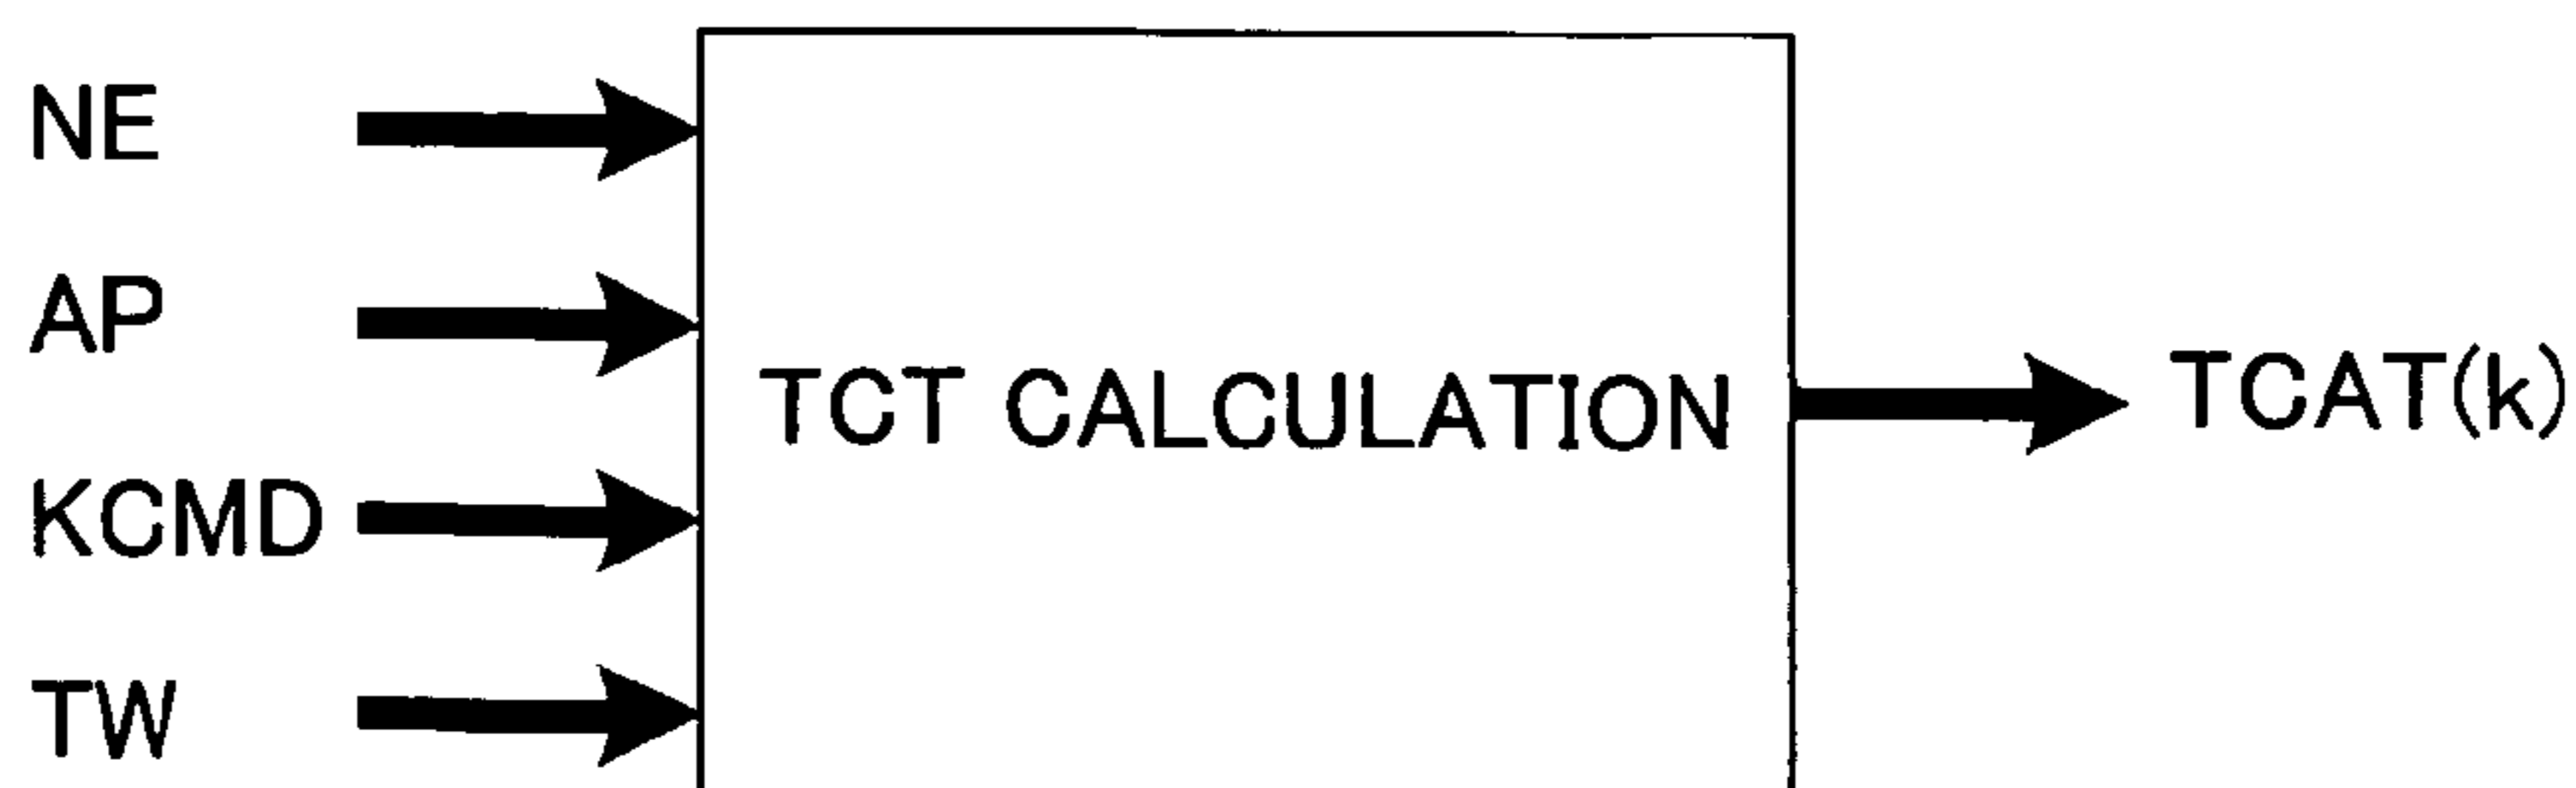 NE
AP
KCMD
TW
TCT CALCULATION
TCAT(k)